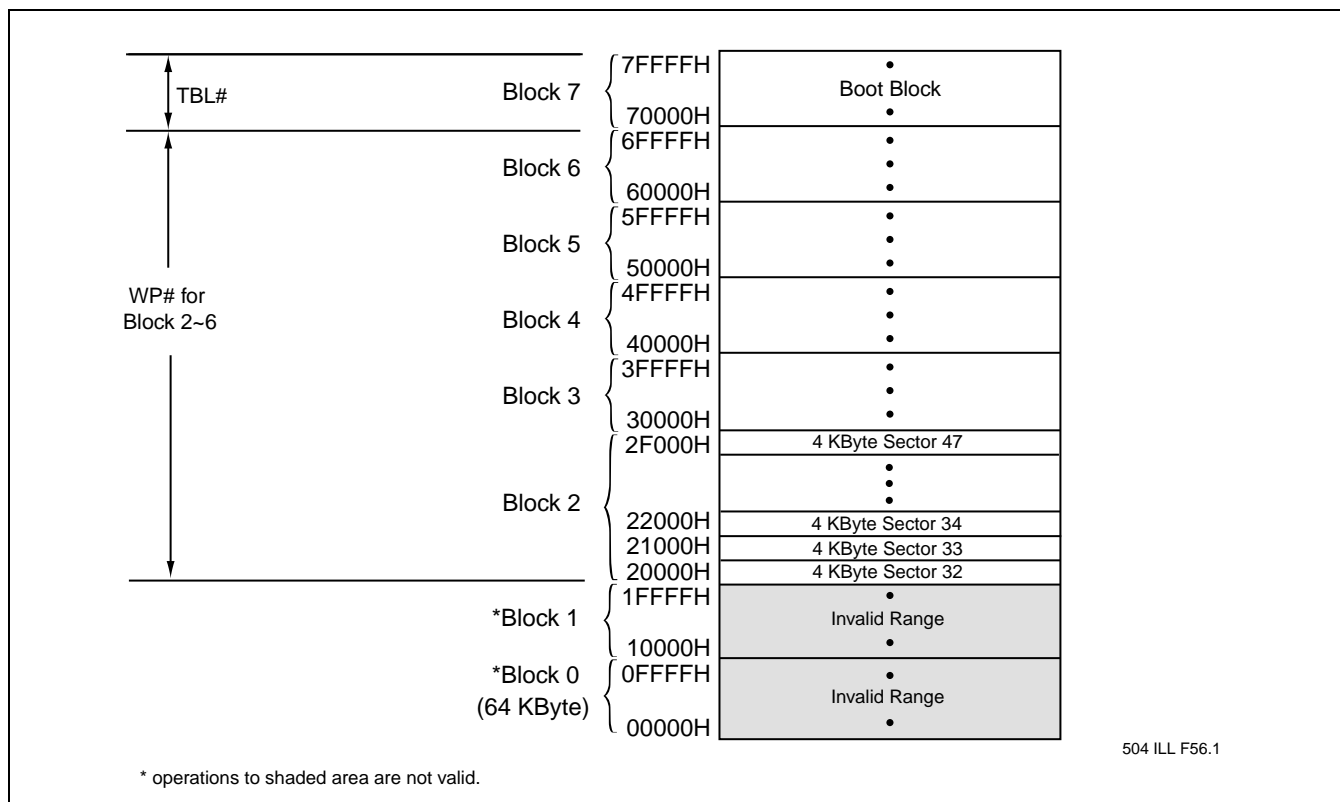 TBL#
Block 7
7FFFFH
Boot Block
70000H
WP# for
Block 2~6
Block 6
6FFFFH
60000H
Block 5
5FFFFH
50000H
Block 4
4FFFFH
40000H
Block 3
3FFFFH
30000H
Block 2
2F000H
4 KByte Sector 47
22000H
4 KByte Sector 34
21000H
4 KByte Sector 33
20000H
4 KByte Sector 32
*Block 1
1FFFFH
Invalid Range
10000H
*Block 0
(64 KByte)
0FFFFH
Invalid Range
00000H
504 ILL F56.1
* operations to shaded area are not valid.